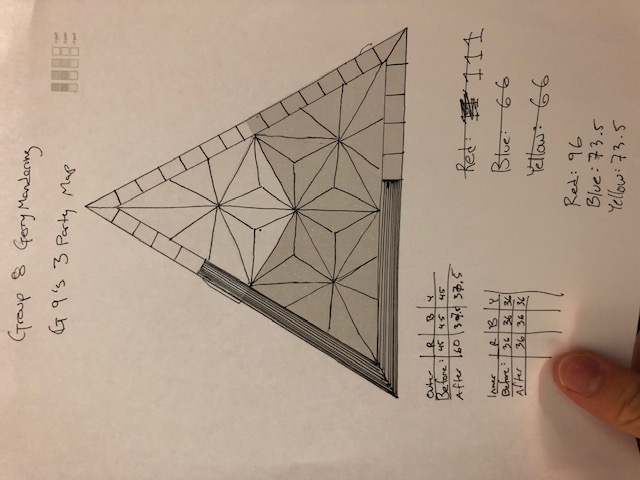 Group 8 Gerry Mandering
G 9's 3 Party Map
Outer R B Y
Before: 45 45 45
After 60 37.5 37.5
Inner R B Y
Before: 36 36 36
After 36 36 36
Red: 111
Blue: 66
Yellow: 66
Red: 96
Blue: 73.5
Yellow: 73.5